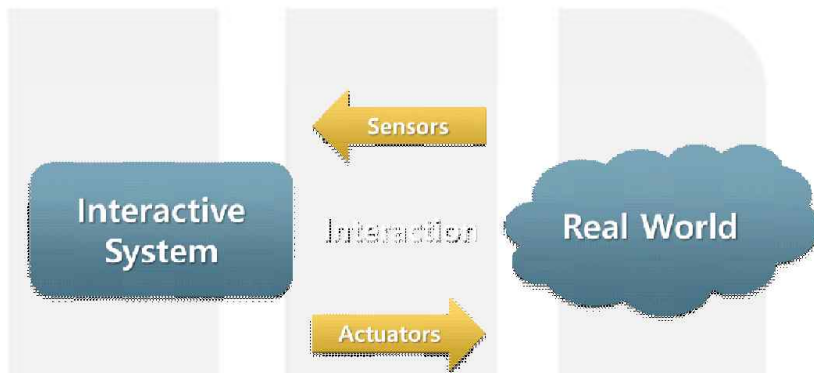 Sensors
Interactive
System
Interaction
Real World
Actuators